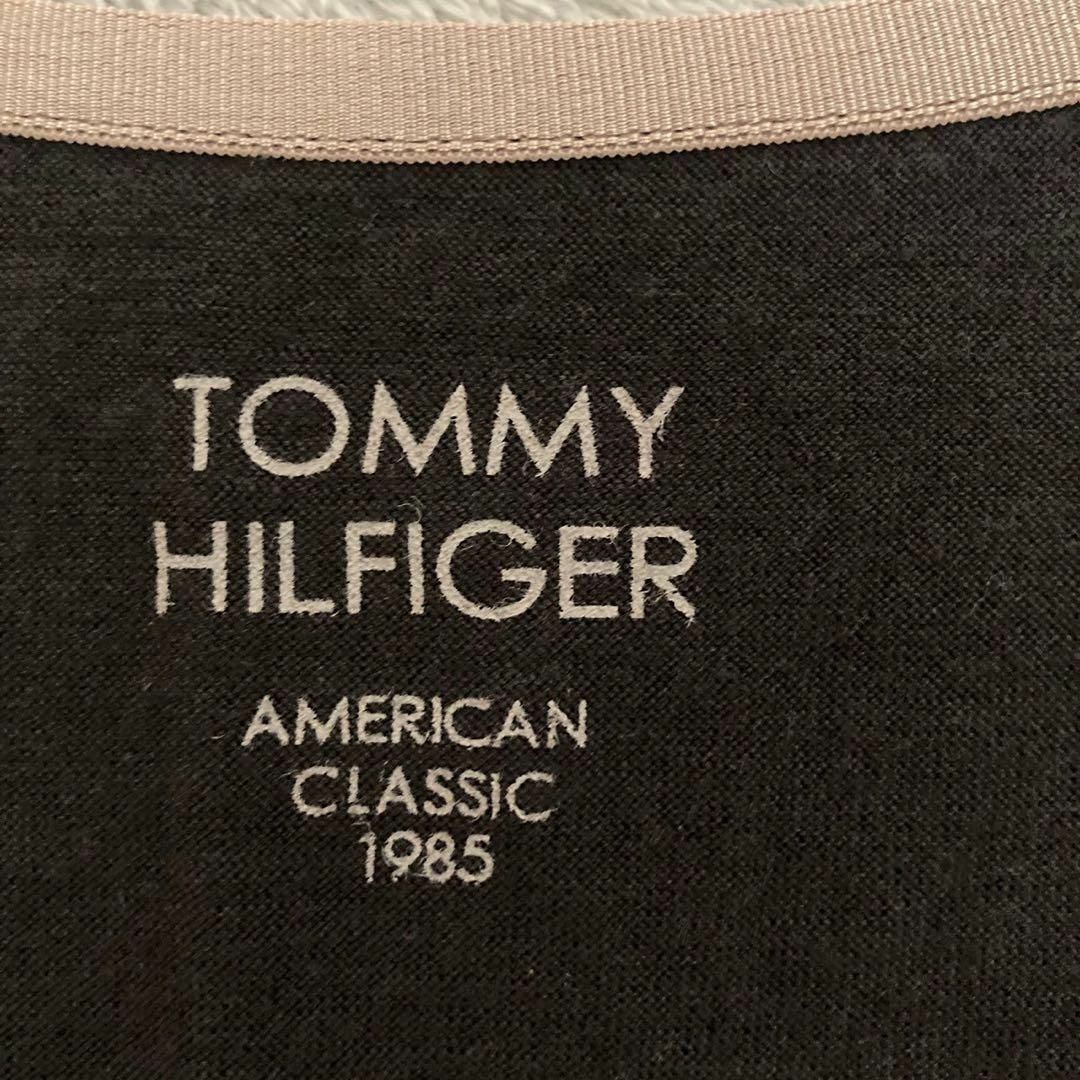 TOMMY
HILFIGER
AMERICAN
CLASSIC
1985